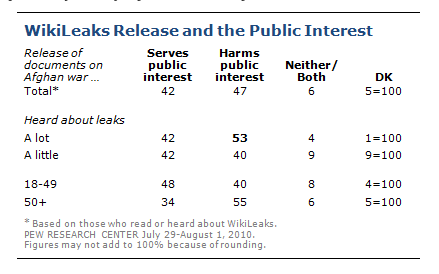 WikiLeaks Release and the Public Interest
Release of documents on Afghan war … Serves public interest Harms public interest Neither/ Both DK
Total* 42 47 6 5=100
Heard about leaks
A lot 42 53 4 1=100
A little 42 40 9 9=100
18-49 48 40 8 4=100
50+ 34 55 6 5=100
* Based on those who read or heard about WikiLeaks.
PEW RESEARCH CENTER July 29-August 1, 2010.
Figures may not add to 100% because of rounding.